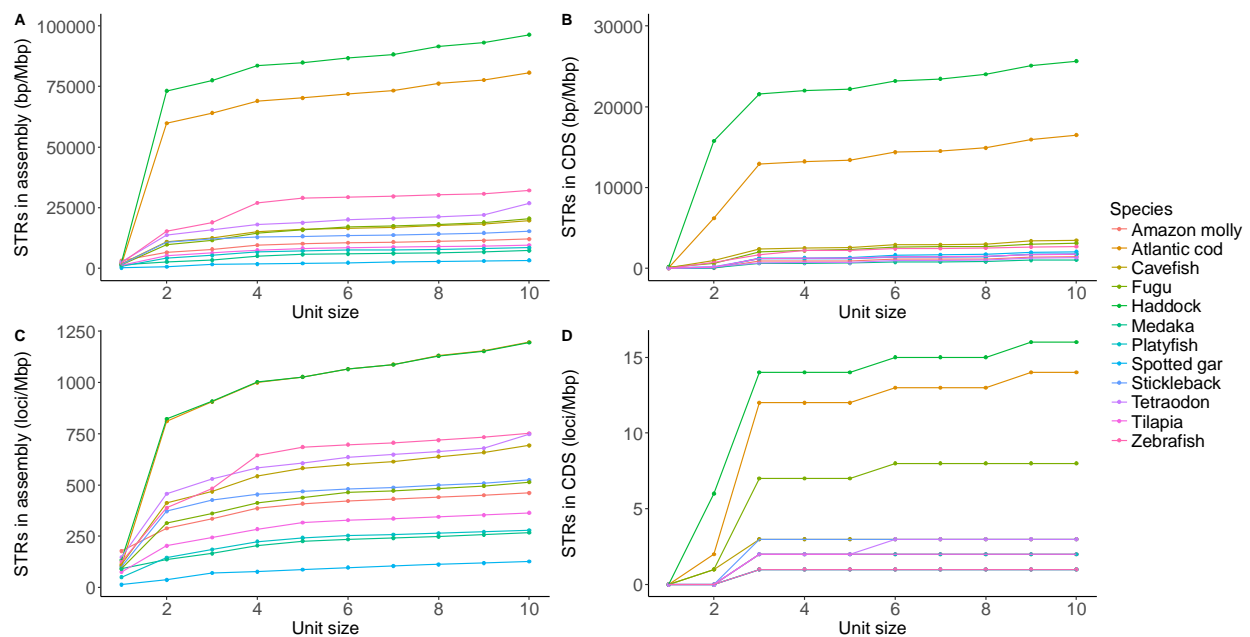 A
STRs in assembly (bp/Mbp)
100000
75000
50000
25000
0
2
4
6
8
10
Unit size
B
STRs in CDS (bp/Mbp)
30000
20000
10000
0
2
4
6
8
10
Unit size
C
STRs in assembly (loci/Mbp)
1250
1000
750
500
250
0
2
4
6
8
10
Unit size
D
STRs in CDS (loci/Mbp)
15
10
5
0
2
4
6
8
10
Unit size
Species
Amazon molly
Atlantic cod
Cavefish
Fugu
Haddock
Medaka
Platyfish
Spotted gar
Stickleback
Tetraodon
Tilapia
Zebrafish